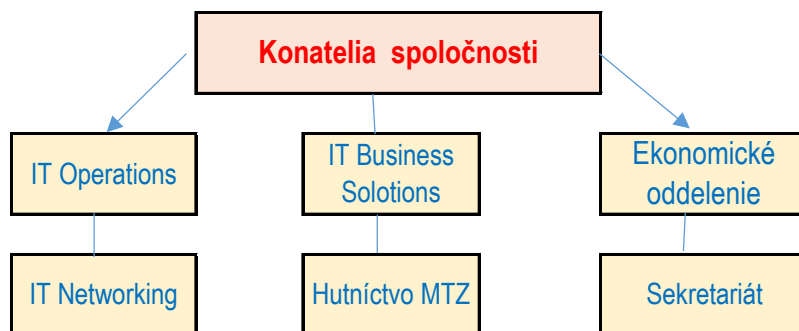 Konatelia spoločnosti
IT Operations
IT Business
Solotions
Ekonomické
oddelenie
IT Networking
Hutníctvo MTZ
Sekretariát